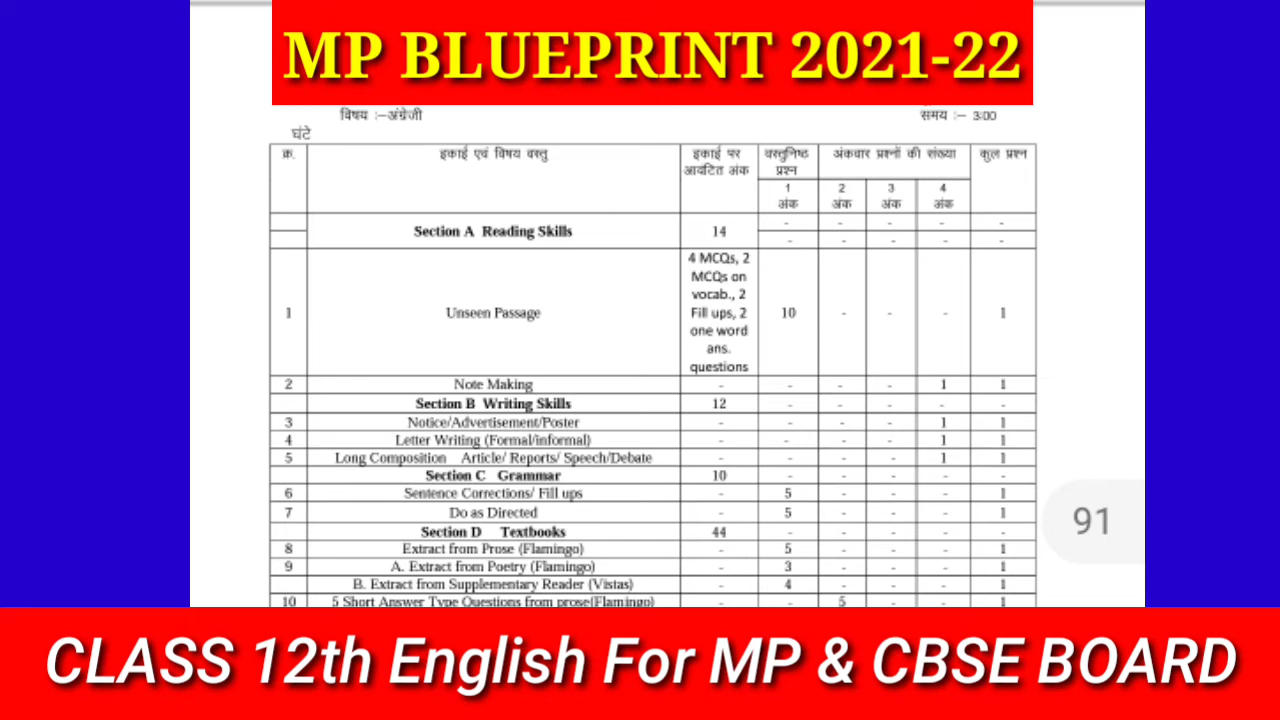 MP BLUEPRINT 2021-22
विषय :–अंग्रेजी समय :– 3:00
घंटे
क्र. इकाई एवं विषय वस्तु इकाई पर आवंटित अंक वस्तुनिष्ठ प्रश्न अंकवार प्रश्नों की संख्या कुल प्रश्न
1 अंक 2 अंक 3 अंक 4 अंक
Section A Reading Skills 14 - - - -
- - - -
1 Unseen Passage 4 MCQs, 2 MCQs on vocab., 2 Fill ups, 2 one word ans. questions 10 - - - 1
2 Note Making - - - - 1 1
Section B Writing Skills 12 - - - - -
3 Notice/Advertisement/Poster - - - - 1 1
4 Letter Writing (Formal/informal) - - - - 1 1
5 Long Composition Article/ Reports/ Speech/Debate - - - - 1 1
Section C Grammar 10 - - - - -
6 Sentence Corrections/ Fill ups - 5 - - - 1
7 Do as Directed - 5 - - - 1
Section D Textbooks 44 - - - - -
8 Extract from Prose (Flamingo) - 5 - - - 1
9 A. Extract from Poetry (Flamingo) - 3 - - - 1
B. Extract from Supplementary Reader (Vistas) - 4 - - - 1
10 5 Short Answer Type Questions from prose(Flamingo) - - 5 - - 1
91
CLASS 12th English For MP & CBSE BOARD